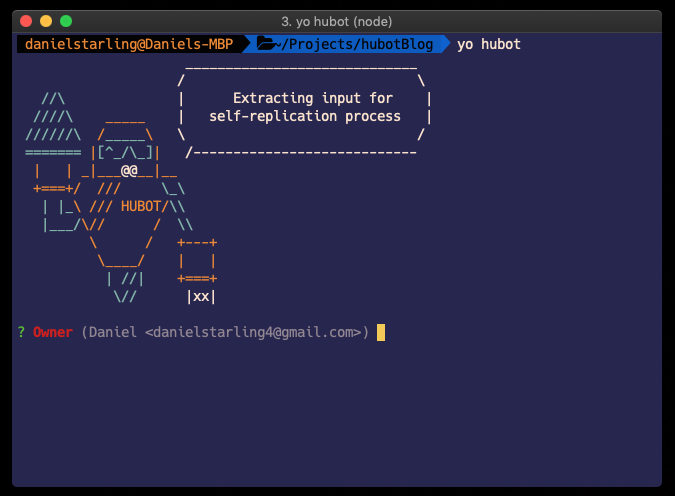 3. yo hubot (node)
danielstarling@Daniels-MBP ~/Projects/hubotBlog yo hubot
                     _____________________________
                    /                             \
   //\              |      Extracting input for    |
  ////\    _____    |   self-replication process   |
 //////\  /_____\   \                             /
 ======= |[^_/\_]|   /----------------------------
  |   | _|___@@__|__
  +===+/  ///     \_\
   | |_\ /// HUBOT/\\
   |___/\//      /  \\
         \      /   +---+
          \____/    |   |
           | //|    +===+
            \//      |xx|
? Owner (Daniel <danielstarling4@gmail.com>)